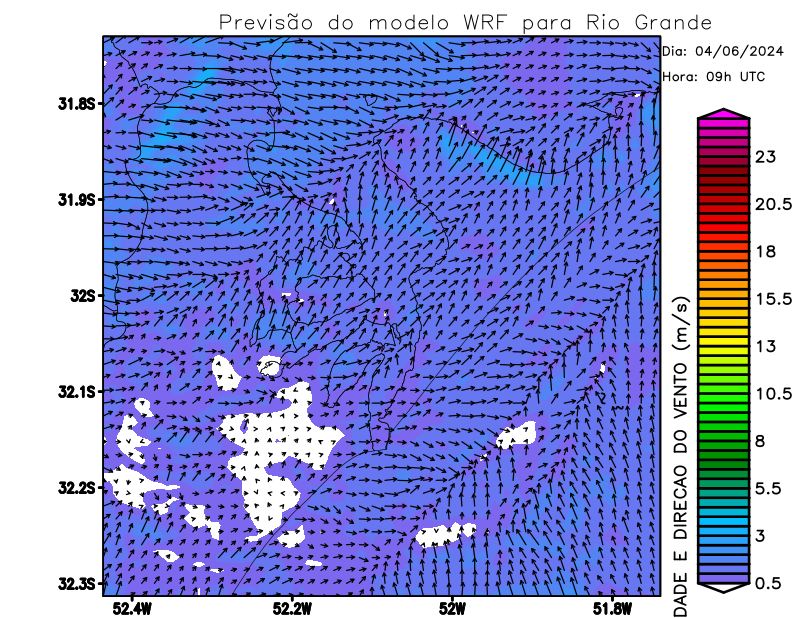 Previsão do modelo WRF para Rio Grande
Dia: 04/06/2024
Hora: 09h UTC
31.8S
31.9S
32S
32.1S
32.2S
32.3S
52.4W
52.2W
52W
51.8W
23
20.5
18
15.5
13
10.5
8
5.5
3
0.5
DADE E DIRECAO DO VENTO (m/s)